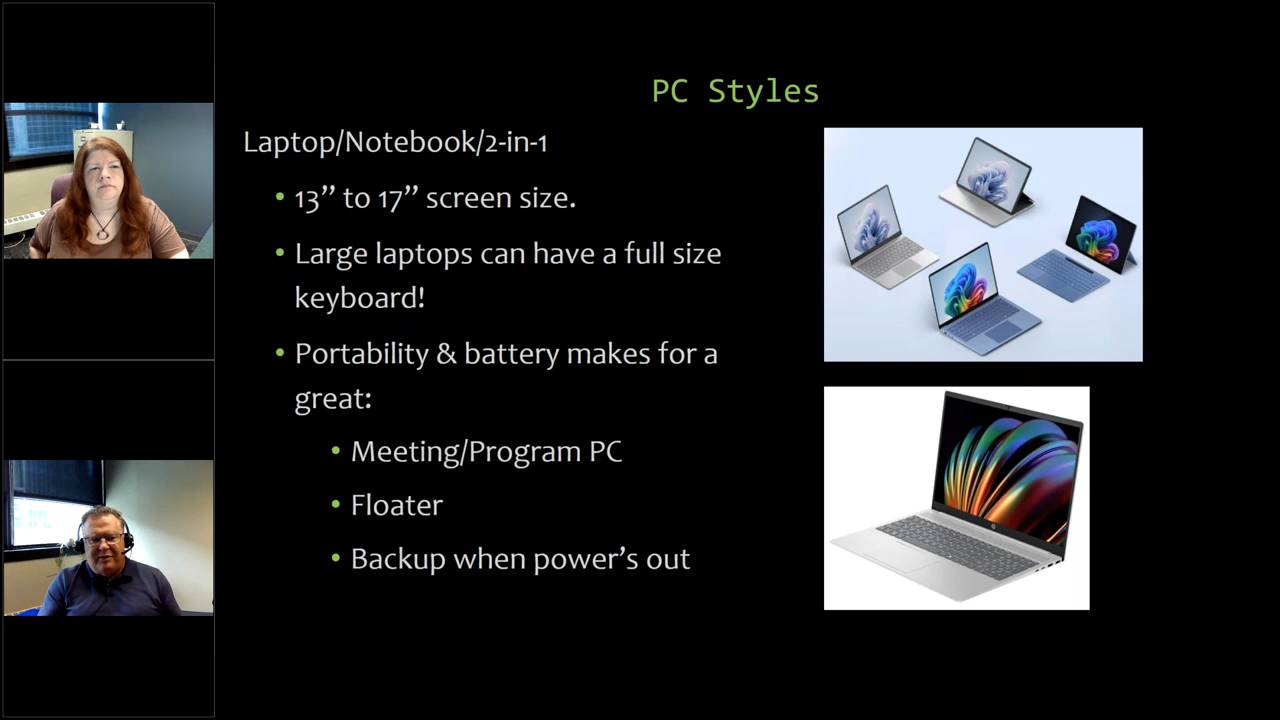 PC Styles
Laptop/Notebook/2-in-1
• 13” to 17” screen size.
• Large laptops can have a full size
keyboard!
• Portability & battery makes for a
great:
• Meeting/Program PC
• Floater
• Backup when power’s out